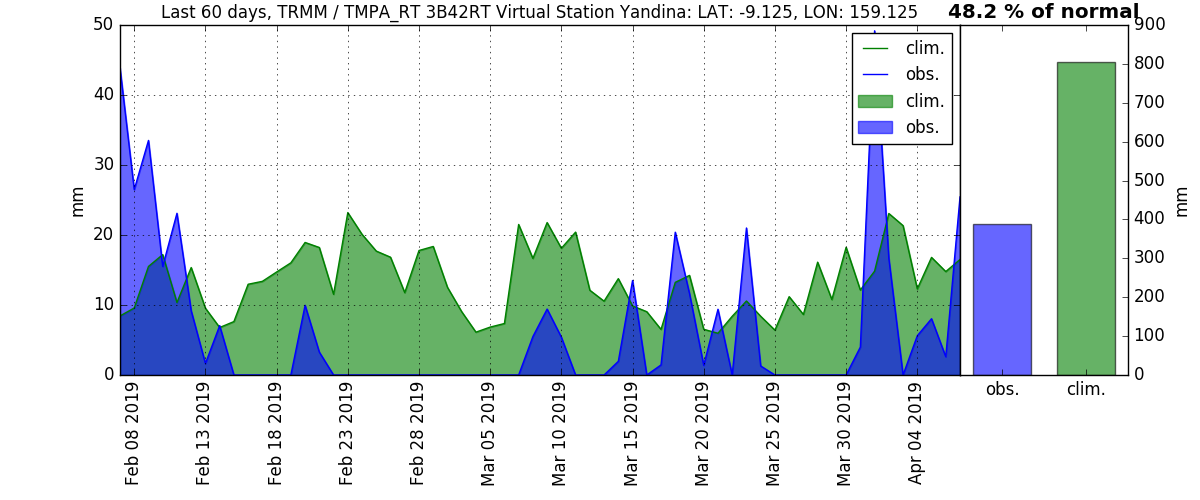 Last 60 days, TRMM / TMPA_RT 3B42RT Virtual Station Yandina: LAT: -9.125, LON: 159.125
48.2 % of normal
50
40
30
20
10
0
mm
clim.
obs.
clim.
obs.
900
800
700
600
500
400
300
200
100
0
mm
Feb 08 2019
Feb 13 2019
Feb 18 2019
Feb 23 2019
Feb 28 2019
Mar 05 2019
Mar 10 2019
Mar 15 2019
Mar 20 2019
Mar 25 2019
Mar 30 2019
Apr 04 2019
obs.
clim.